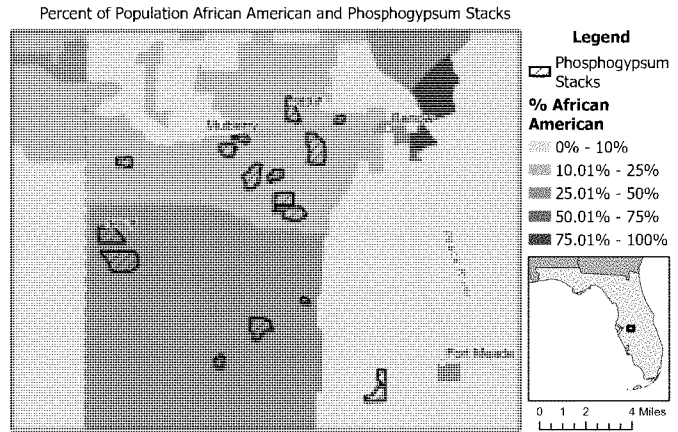 Percent of Population African American and Phosphogypsum Stacks
Legend
Phosphogypsum
Stacks
% African
American
0% - 10%
10.01% - 25%
25.01% - 50%
50.01% - 75%
75.01% - 100%
Mulberry
Fort Meade
0 1 2 4 Miles